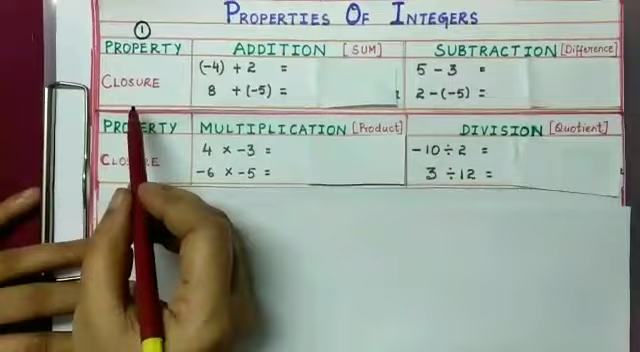 PROPERTIES OF INTEGERS
1
PROPERTY ADDITION [SUM] SUBTRACTION [Difference]
CLOSURE (-4) + 2 = 5 - 3 =
8 + (-5) = 2 - (-5) =
PROPERTY MULTIPLICATION [Product] DIVISION [Quotient]
CLOSURE 4 × -3 = -10 ÷ 2 =
-6 × -5 = 3 ÷ 12 =